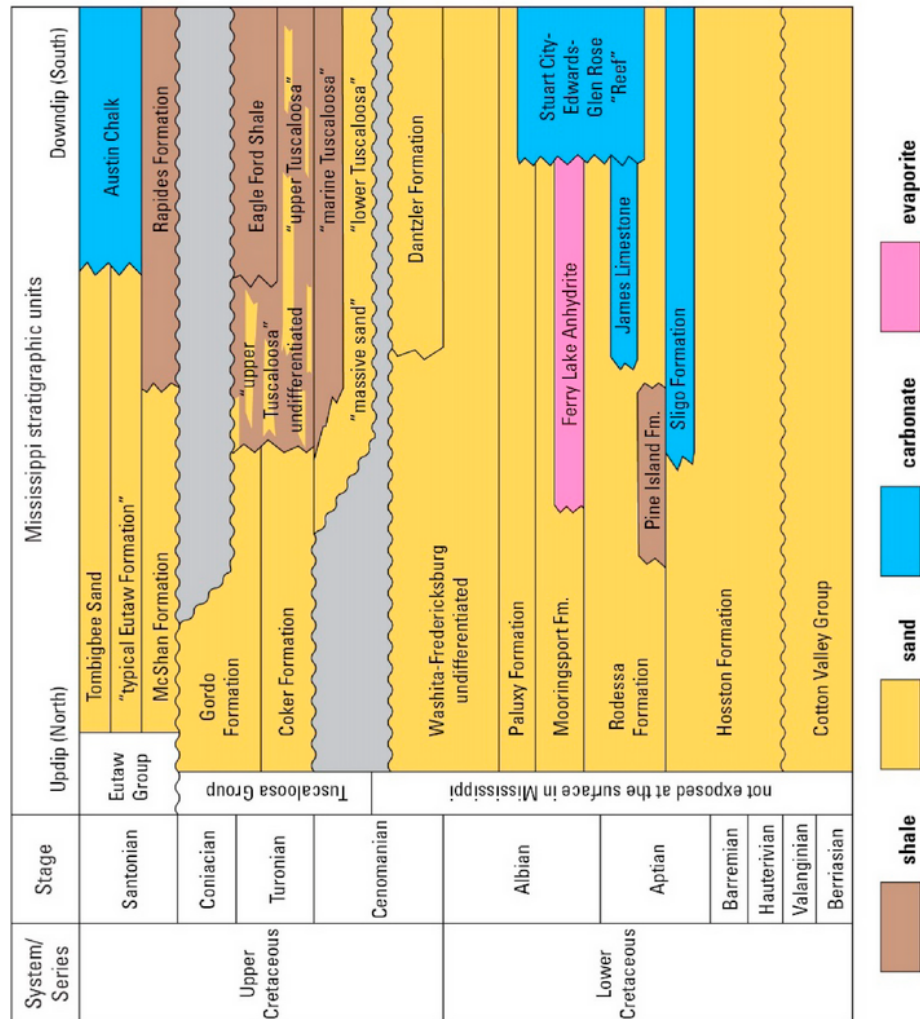 System/
Series
Stage
Mississippi stratigraphic units
Updip (North)
Downdip (South)
Upper
Cretaceous
Lower
Cretaceous
Santonian
Coniacian
Turonian
Cenomanian
Albian
Aptian
Barremian
Hauterivian
Valanginian
Berriasian
Eutaw
Group
Tuscaloosa Group
not exposed at the surface in Mississippi
Tombigbee Sand
"typical Eutaw Formation"
McShan Formation
Austin Chalk
Rapides Formation
Gordo
Formation
Coker Formation
"upper
Tuscaloosa"
undifferentiated
Eagle Ford Shale
"upper Tuscaloosa"
"marine Tuscaloosa"
"massive sand"
"lower Tuscaloosa"
Washita-Fredericksburg
undifferentiated
Dantzler Formation
Paluxy Formation
Mooringsport Fm.
Ferry Lake Anhydrite
Stuart City-
Edwards-
Glen Rose
"Reef"
Rodessa
Formation
James Limestone
Pine Island Fm.
Sligo Formation
Hosston Formation
Cotton Valley Group
shale
sand
carbonate
evaporite